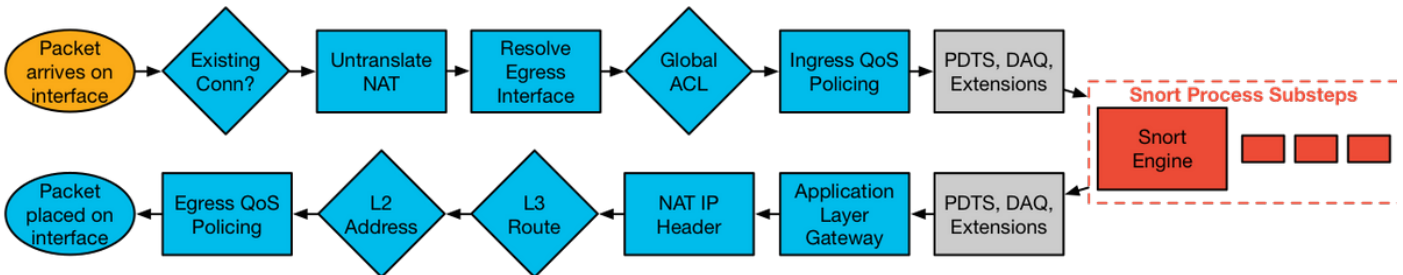 Packet
arrives on
interface
Existing
Conn?
Untranslate
NAT
Resolve
Egress
Interface
Global
ACL
Ingress QoS
Policing
PDTS, DAQ,
Extensions
Snort Process Substeps
Snort
Engine
Packet
placed on
interface
Egress QoS
Policing
L2
Address
L3
Route
NAT IP
Header
Application
Layer
Gateway
PDTS, DAQ,
Extensions